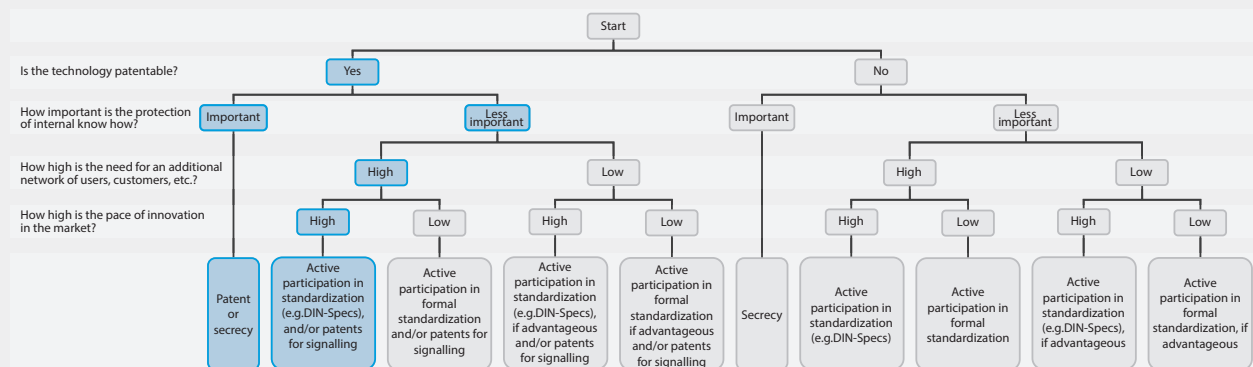 Start
Is the technology patentable?
Yes
No
How important is the protection
of internal know how?
Important
Less
important
Important
Less
important
How high is the need for an additional
network of users, customers, etc.?
High
Low
High
Low
How high is the pace of innovation
in the market?
High
Low
High
Low
High
Low
High
Low
Patent
or
secrecy
Active
participation in
standardization
(e.g.DIN-Specs),
and/or patents
for signalling
Active
participation in
formal
standardization
and/or patents for
signalling
Active
participation in
standardization
(e.g.DIN-Specs),
if advantageous
and/or patents
for signalling
Active
participation in
formal
standardization
if advantageous
and/or patents
for signalling
Secrecy
Active
participation in
standardization
(e.g.DIN-Specs)
Active
participation in
formal
standardization
Active
participation in
standardization
(e.g.DIN-Specs),
if advantageous
Active
participation in
formal
standardization, if
advantageous